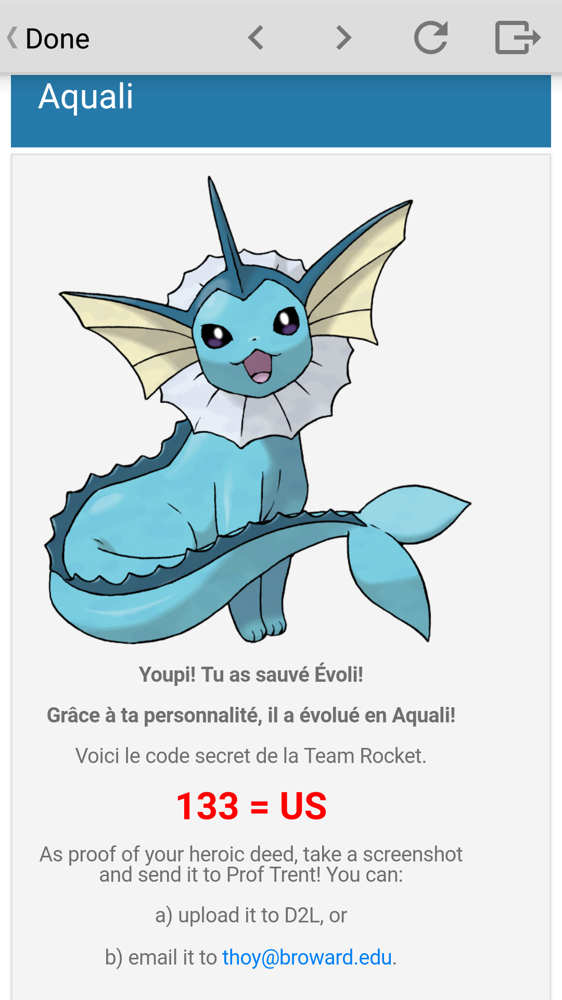 Done
Aquali
Youpi! Tu as sauvé Évoli!
Grâce à ta personnalité, il a évolué en Aquali!
Voici le code secret de la Team Rocket.
133 = US
As proof of your heroic deed, take a screenshot
and send it to Prof Trent! You can:
a) upload it to D2L, or
b) email it to thoy@broward.edu.